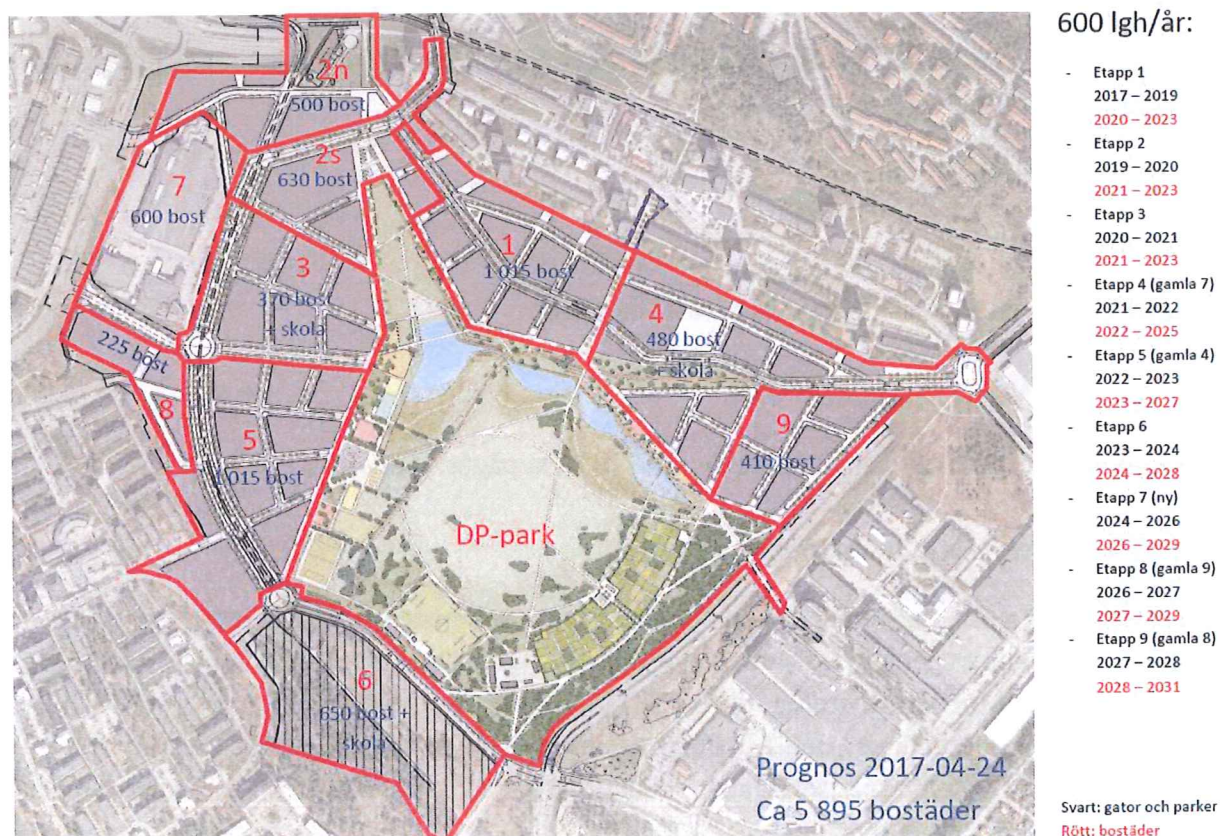 2n
500 bost
2s
630 bost
7
600 bost
1
1 015 bost
3
370 bost
+ skola
4
480 bost
+ skola
225 bost
8
5
1 015 bost
9
410 bost
DP-park
6
650 bost +
skola
Prognos 2017-04-24
Ca 5 895 bostäder
600 lgh/år:
- Etapp 1
2017 – 2019
2020 – 2023
- Etapp 2
2019 – 2020
2021 – 2023
- Etapp 3
2020 – 2021
2021 – 2023
- Etapp 4 (gamla 7)
2021 – 2022
2022 – 2025
- Etapp 5 (gamla 4)
2022 – 2023
2023 – 2027
- Etapp 6
2023 – 2024
2024 – 2028
- Etapp 7 (ny)
2024 – 2026
2026 – 2029
- Etapp 8 (gamla 9)
2026 – 2027
2027 – 2029
- Etapp 9 (gamla 8)
2027 – 2028
2028 – 2031
Svart: gator och parker
Rött: bostäder